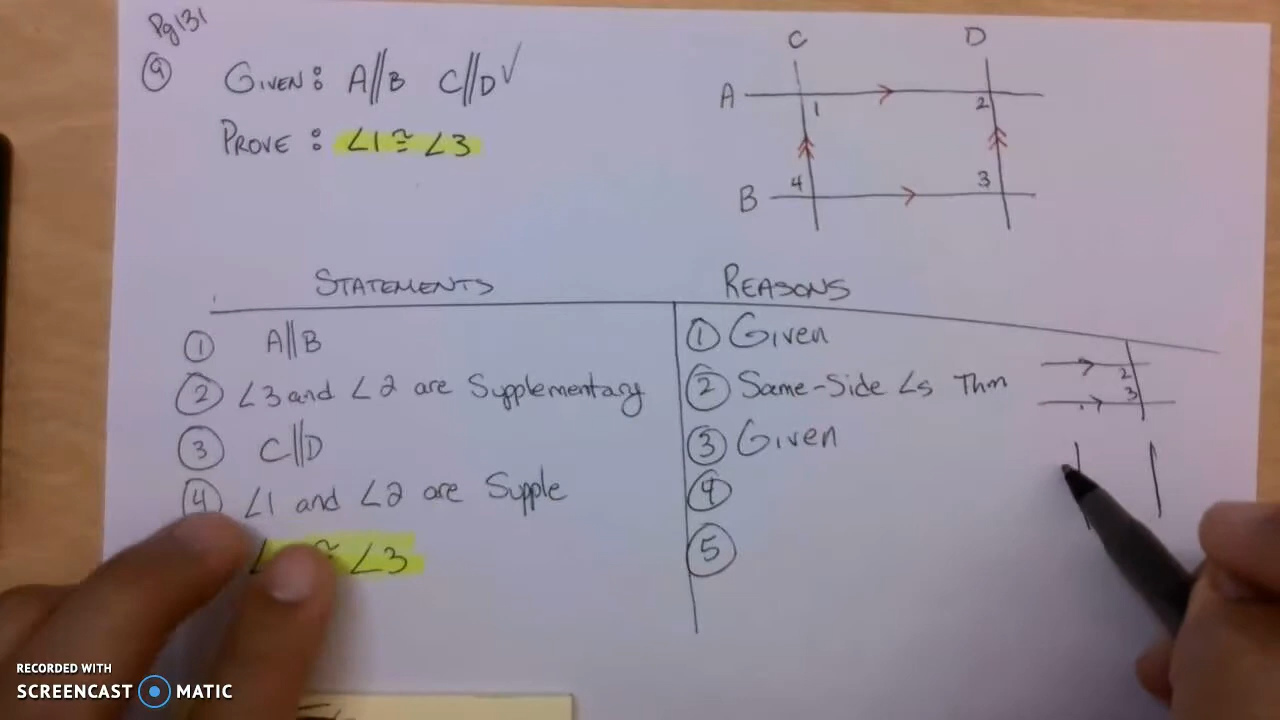 Pg 131
9 GIVEN: A//B C//D ✓
PROVE: ∠1 ≅ ∠3
C D
A 1 2
B 4 3
STATEMENTS REASONS
① A//B ① Given
② ∠3 and ∠2 are Supplementary ② Same-Side ∠s Thm
2
3
③ C//D ③ Given
④ ∠1 and ∠2 are Supple ④
∠ ≅ ∠3 ⑤
RECORDED WITH
SCREENCAST MATIC